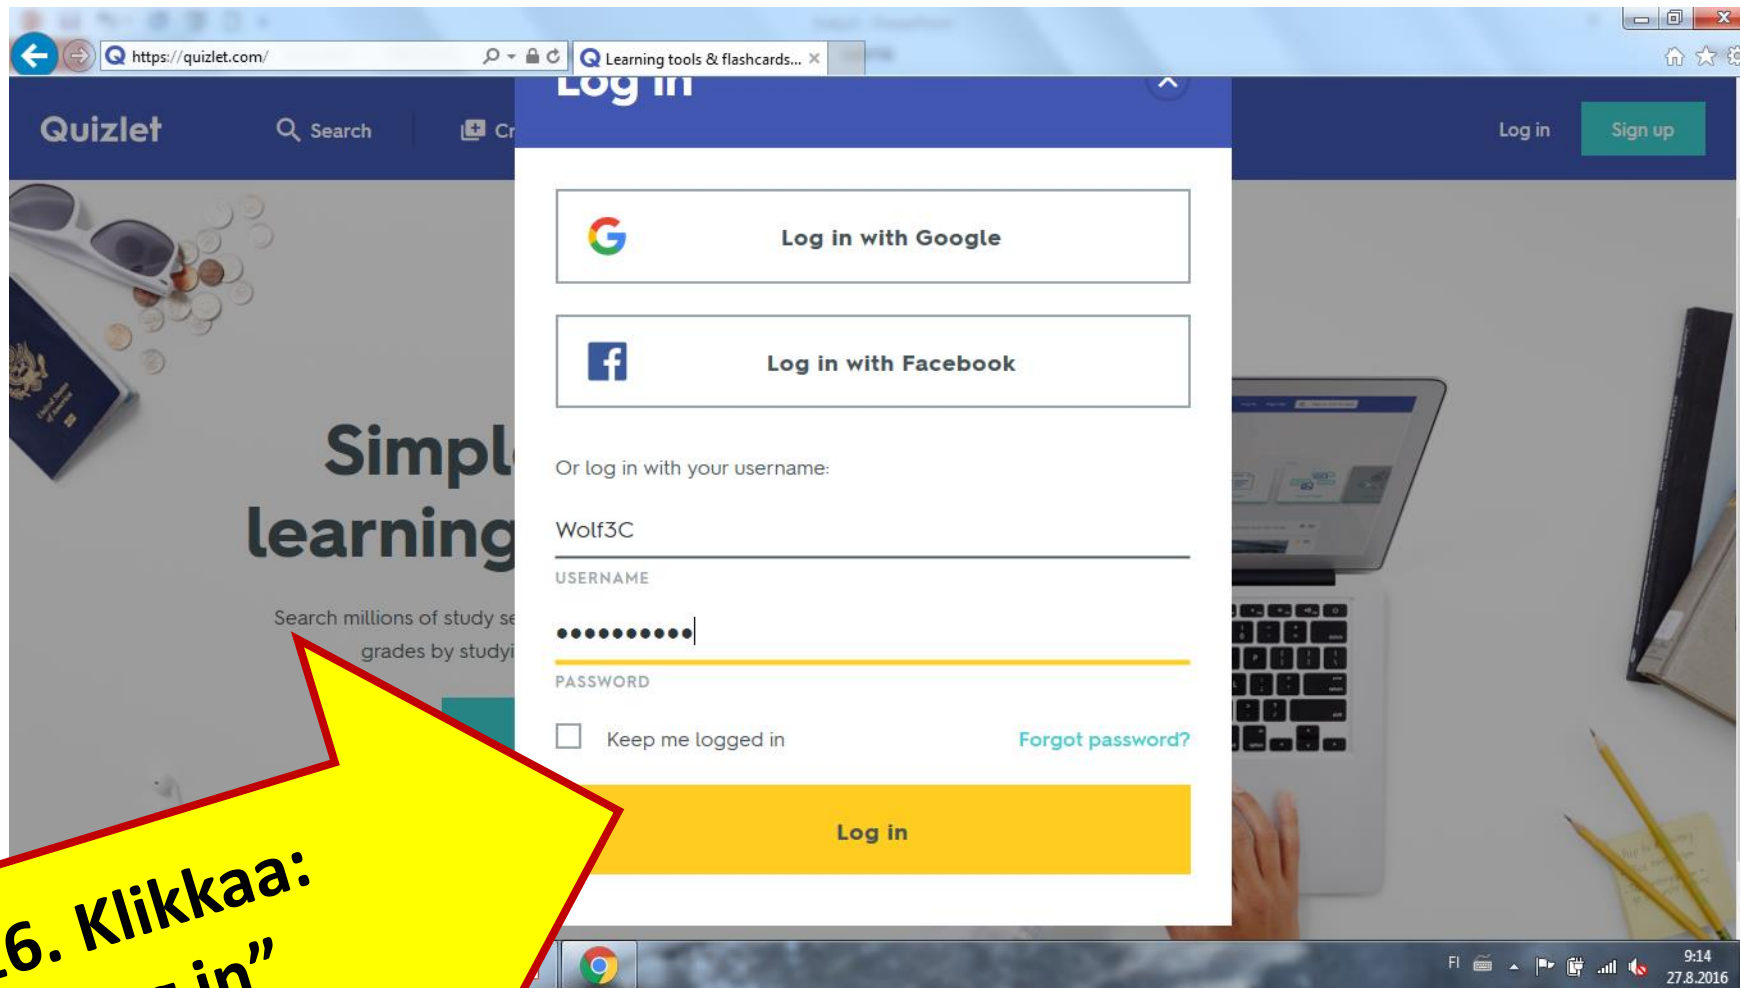 https://quizlet.com/
Learning tools & flashcards...
Log in
Quizlet
Search
Cr
Log in
Sign up
Log in with Google
Log in with Facebook
Simpl
learning
Or log in with your username:
Wolf3C
USERNAME
Search millions of study se
grades by studyi
••••••••••
PASSWORD
Keep me logged in
Forgot password?
Log in
6. Klikkaa:
in”
FI
9:14
27.8.2016